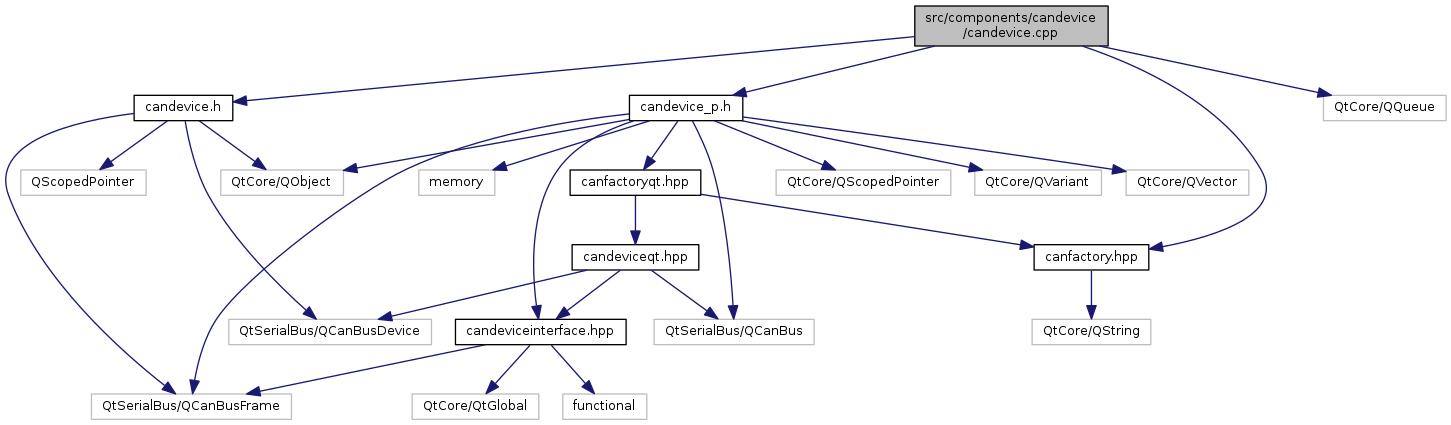 src/components/candevice
/candevice.cpp
candevice.h
candevice_p.h
QtCore/QQueue
QScopedPointer
QtCore/QObject
memory
canfactoryqt.hpp
QtCore/QScopedPointer
QtCore/QVariant
QtCore/QVector
candeviceqt.hpp
canfactory.hpp
QtSerialBus/QCanBusDevice
candeviceinterface.hpp
QtSerialBus/QCanBus
QtCore/QString
QtSerialBus/QCanBusFrame
QtCore/QtGlobal
functional